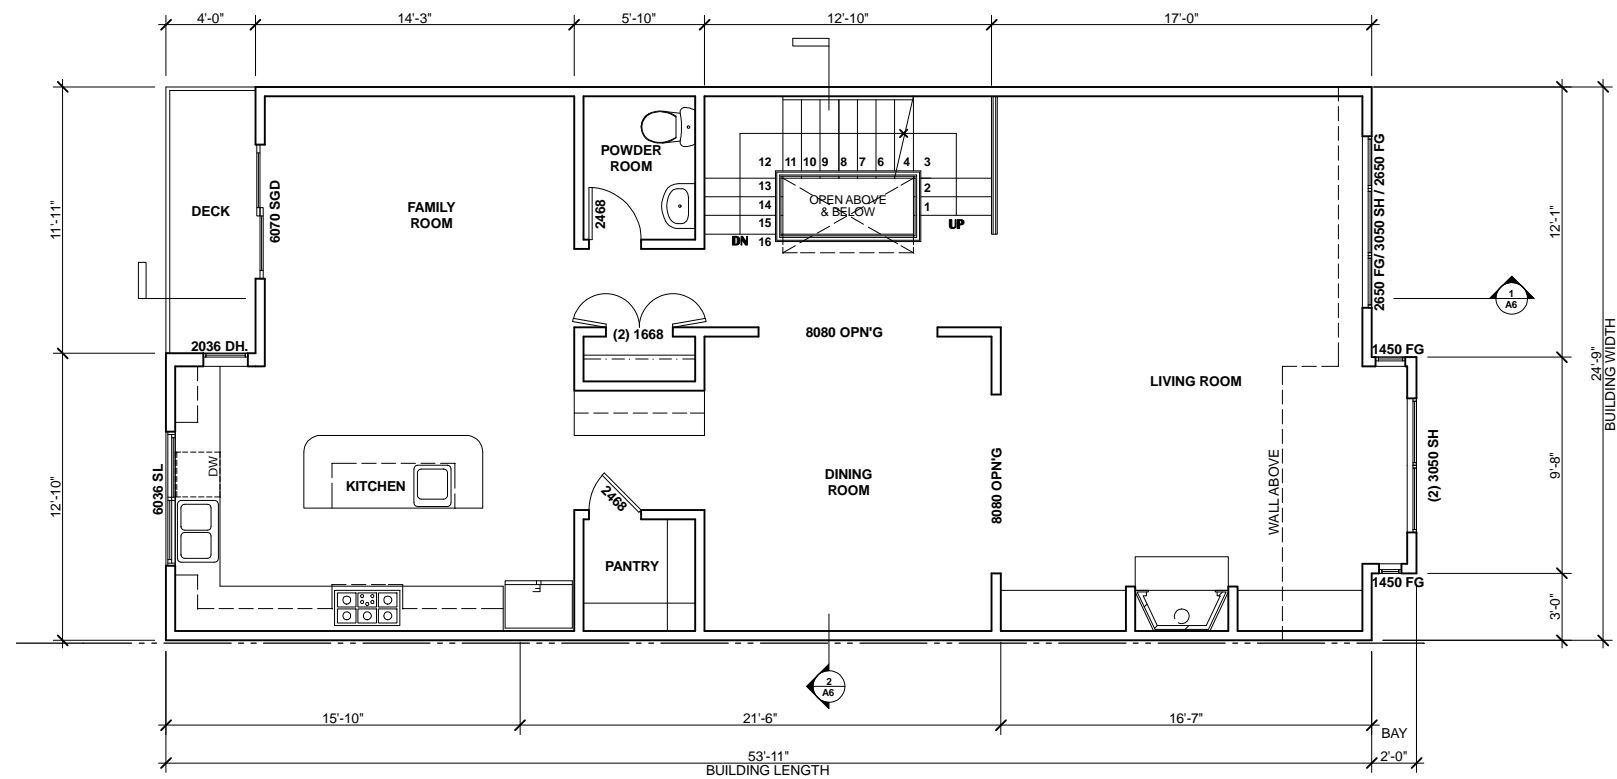 4'-0"
14'-3"
5'-10"
12'-10"
17'-0"
11'-11"
12'-10"
DECK
6070 SGD
FAMILY
ROOM
POWDER
ROOM
2468
12
11
10
9
8
7
6
4
3
13
2
14
1
15
16
OPEN ABOVE
& BELOW
DN
UP
2650 FG/ 3050 SH / 2650 FG
12'-1"
1
A6
24'-9"
BUILDING WIDTH
2036 DH.
(2) 1668
8080 OPN'G
1450 FG
LIVING ROOM
6036 SL
DW
KITCHEN
2468
DINING
ROOM
8080 OPN'G
WALL ABOVE
(2) 3050 SH
9'-8"
PANTRY
1450 FG
3'-0"
2
A6
15'-10"
21'-6"
16'-7"
BAY
53'-11"
2'-0"
BUILDING LENGTH